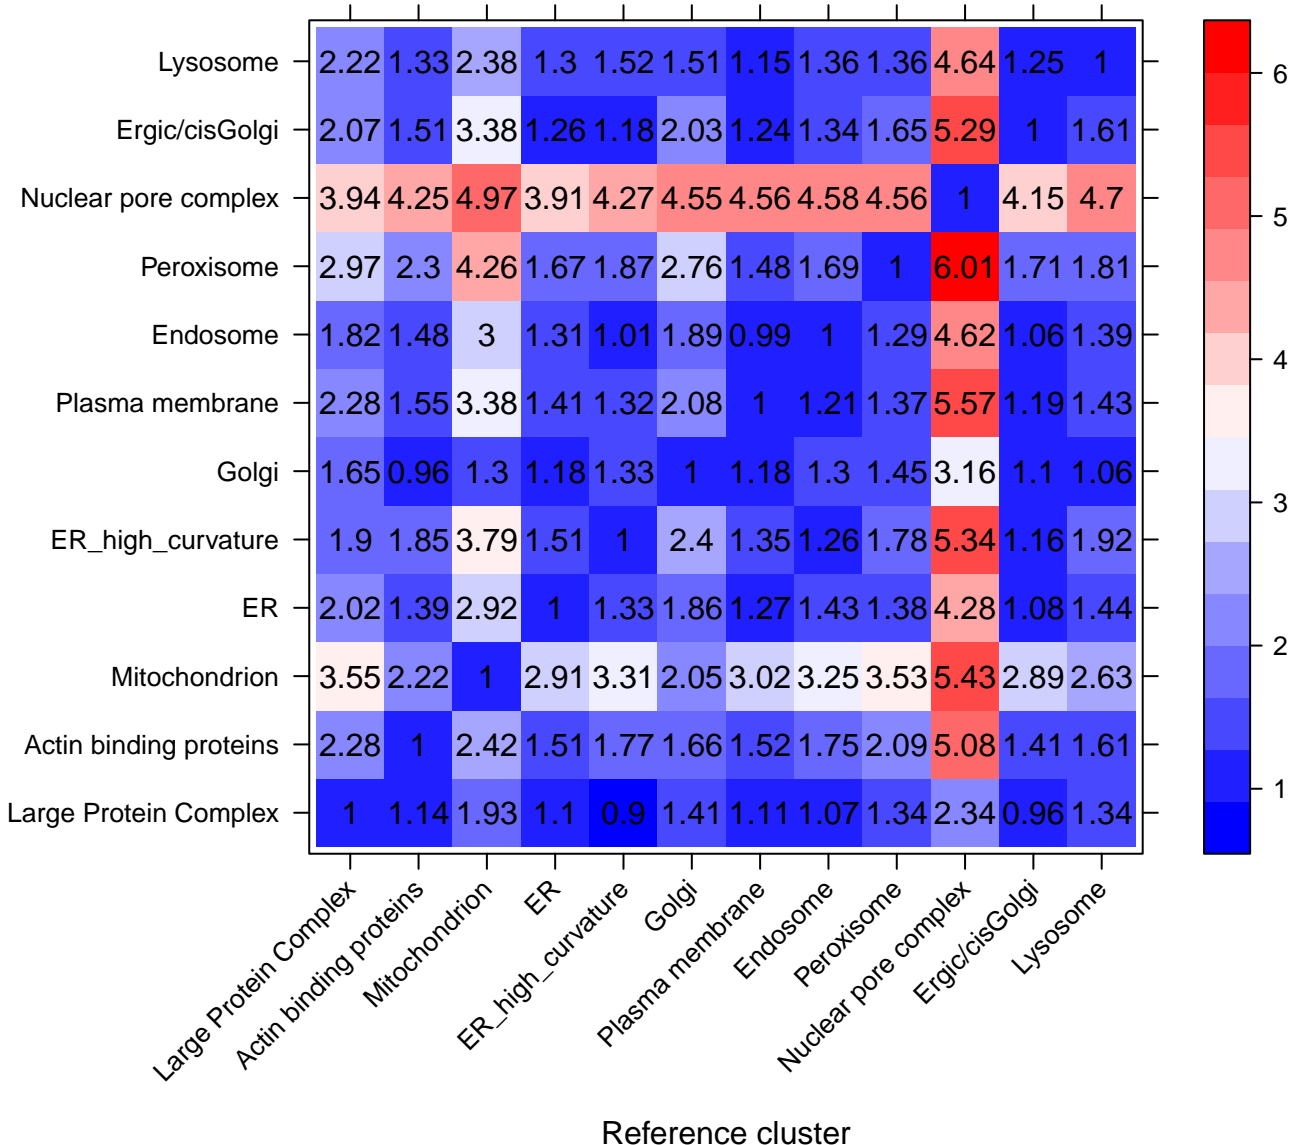 Lysosome 2.22 1.33 2.38 1.3 1.52 1.51 1.15 1.36 1.36 4.64 1.25 1
Ergic/cisGolgi 2.07 1.51 3.38 1.26 1.18 2.03 1.24 1.34 1.65 5.29 1 1.61
Nuclear pore complex 3.94 4.25 4.97 3.91 4.27 4.55 4.56 4.58 4.56 1 4.15 4.7
Peroxisome 2.97 2.3 4.26 1.67 1.87 2.76 1.48 1.69 1 6.01 1.71 1.81
Endosome 1.82 1.48 3 1.31 1.01 1.89 0.99 1 1.29 4.62 1.06 1.39
Plasma membrane 2.28 1.55 3.38 1.41 1.32 2.08 1 1.21 1.37 5.57 1.19 1.43
Golgi 1.65 0.96 1.3 1.18 1.33 1 1.18 1.3 1.45 3.16 1.1 1.06
ER_high_curvature 1.9 1.85 3.79 1.51 1 2.4 1.35 1.26 1.78 5.34 1.16 1.92
ER 2.02 1.39 2.92 1 1.33 1.86 1.27 1.43 1.38 4.28 1.08 1.44
Mitochondrion 3.55 2.22 1 2.91 3.31 2.05 3.02 3.25 3.53 5.43 2.89 2.63
Actin binding proteins 2.28 1 2.42 1.51 1.77 1.66 1.52 1.75 2.09 5.08 1.41 1.61
Large Protein Complex 1 1.14 1.93 1.1 0.9 1.41 1.11 1.07 1.34 2.34 0.96 1.34
Large Protein Complex
Actin binding proteins
Mitochondrion
ER
ER_high_curvature
Golgi
Plasma membrane
Endosome
Peroxisome
Nuclear pore complex
Ergic/cisGolgi
Lysosome
Reference cluster
6
5
4
3
2
1